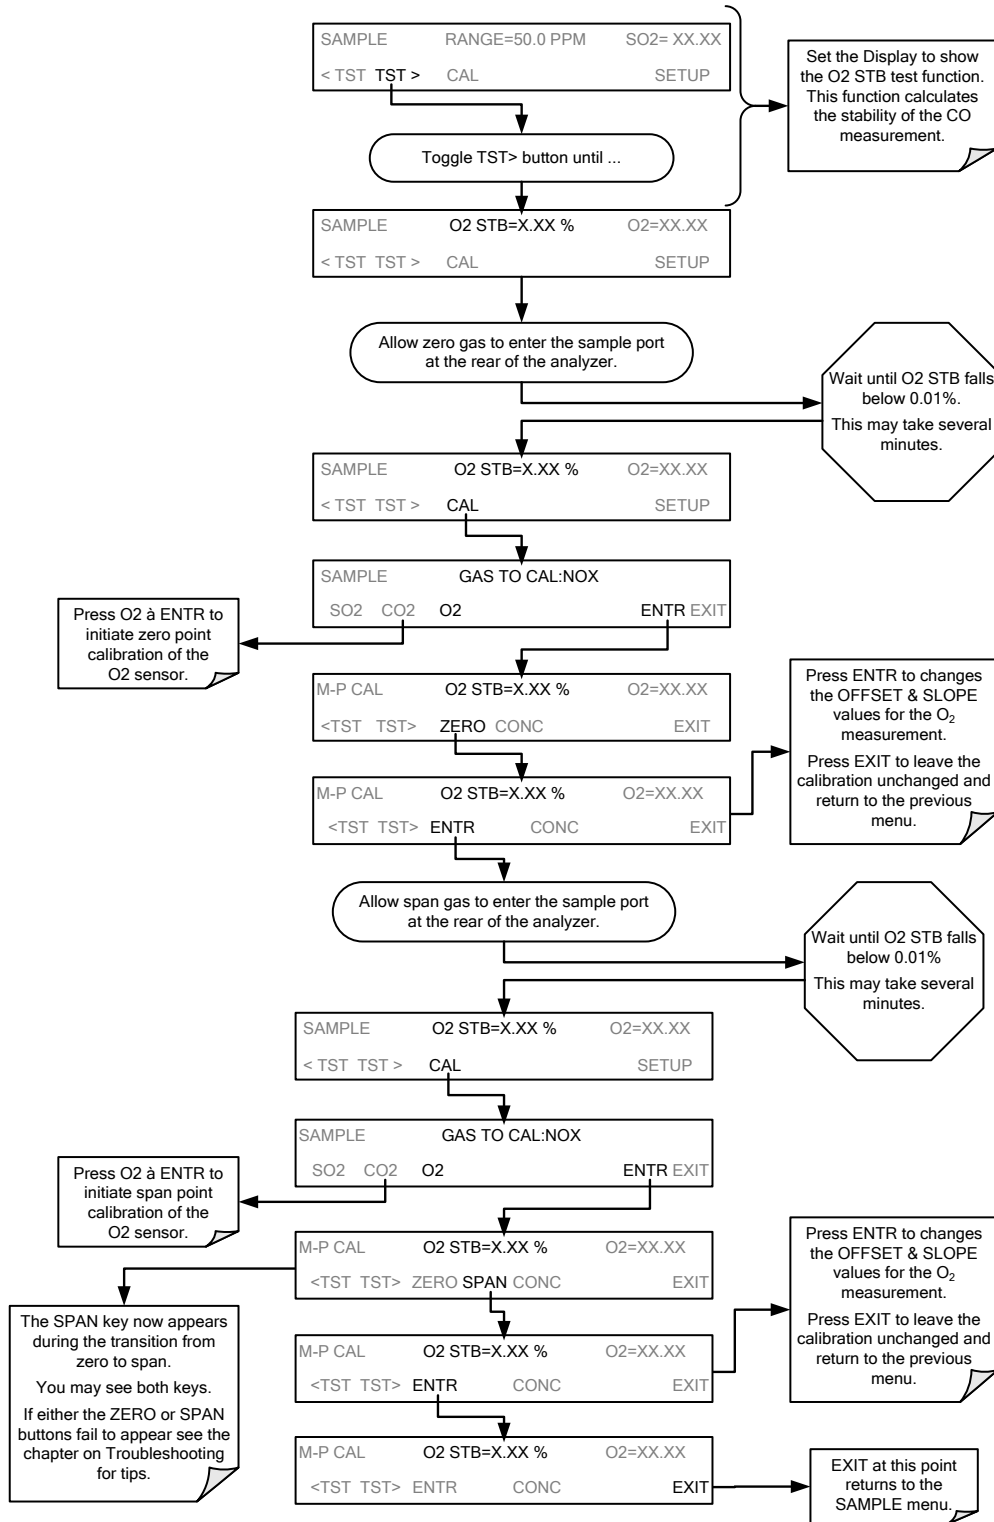 SAMPLE RANGE=50.0 PPM SO2= XX.XX
< TST TST > CAL SETUP
Set the Display to show
the O2 STB test function.
This function calculates
the stability of the CO
measurement.
Toggle TST> button until ...
SAMPLE O2 STB=X.XX % O2=XX.XX
< TST TST > CAL SETUP
Allow zero gas to enter the sample port
at the rear of the analyzer.
Wait until O2 STB falls
below 0.01%.
This may take several
minutes.
SAMPLE O2 STB=X.XX % O2=XX.XX
< TST TST > CAL SETUP
SAMPLE GAS TO CAL:NOX
SO2 CO2 O2 ENTR EXIT
Press O2 à ENTR to
initiate zero point
calibration of the
O2 sensor.
M-P CAL O2 STB=X.XX % O2=XX.XX
<TST TST> ZERO CONC EXIT
Press ENTR to changes
the OFFSET & SLOPE
values for the O2
measurement.
Press EXIT to leave the
calibration unchanged and
return to the previous
menu.
M-P CAL O2 STB=X.XX % O2=XX.XX
<TST TST> ENTR CONC EXIT
Allow span gas to enter the sample port
at the rear of the analyzer.
Wait until O2 STB falls
below 0.01%
This may take several
minutes.
SAMPLE O2 STB=X.XX % O2=XX.XX
< TST TST > CAL SETUP
SAMPLE GAS TO CAL:NOX
SO2 CO2 O2 ENTR EXIT
Press O2 à ENTR to
initiate span point
calibration of the
O2 sensor.
M-P CAL O2 STB=X.XX % O2=XX.XX
<TST TST> ZERO SPAN CONC EXIT
Press ENTR to changes
the OFFSET & SLOPE
values for the O2
measurement.
Press EXIT to leave the
calibration unchanged and
return to the previous
menu.
The SPAN key now appears
during the transition from
zero to span.
You may see both keys.
If either the ZERO or SPAN
buttons fail to appear see the
chapter on Troubleshooting
for tips.
M-P CAL O2 STB=X.XX % O2=XX.XX
<TST TST> ENTR CONC EXIT
M-P CAL O2 STB=X.XX % O2=XX.XX
<TST TST> ENTR CONC EXIT
EXIT at this point
returns to the
SAMPLE menu.